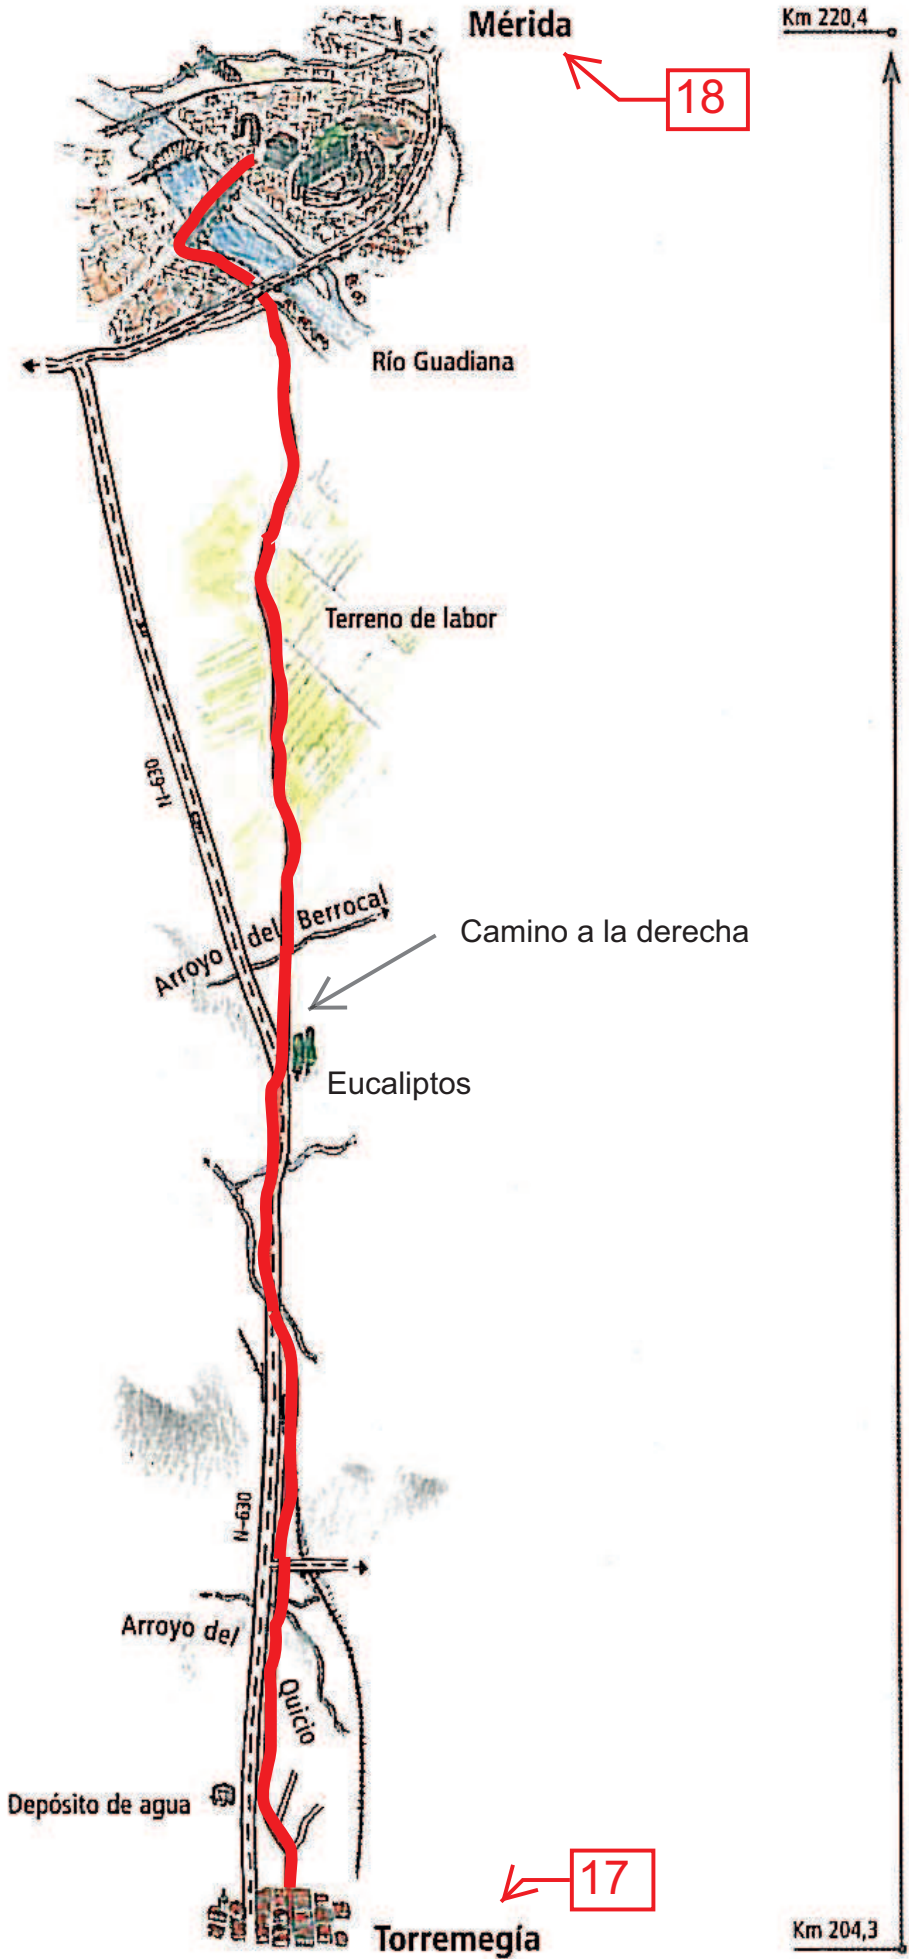 Mérida
Km 220,4
18
Río Guadiana
Terreno de labor
N-630
Arroyo del Berrocal
Camino a la derecha
Eucaliptos
N-630
Arroyo del
Quicio
Depósito de agua
17
Torremegía
Km 204,3